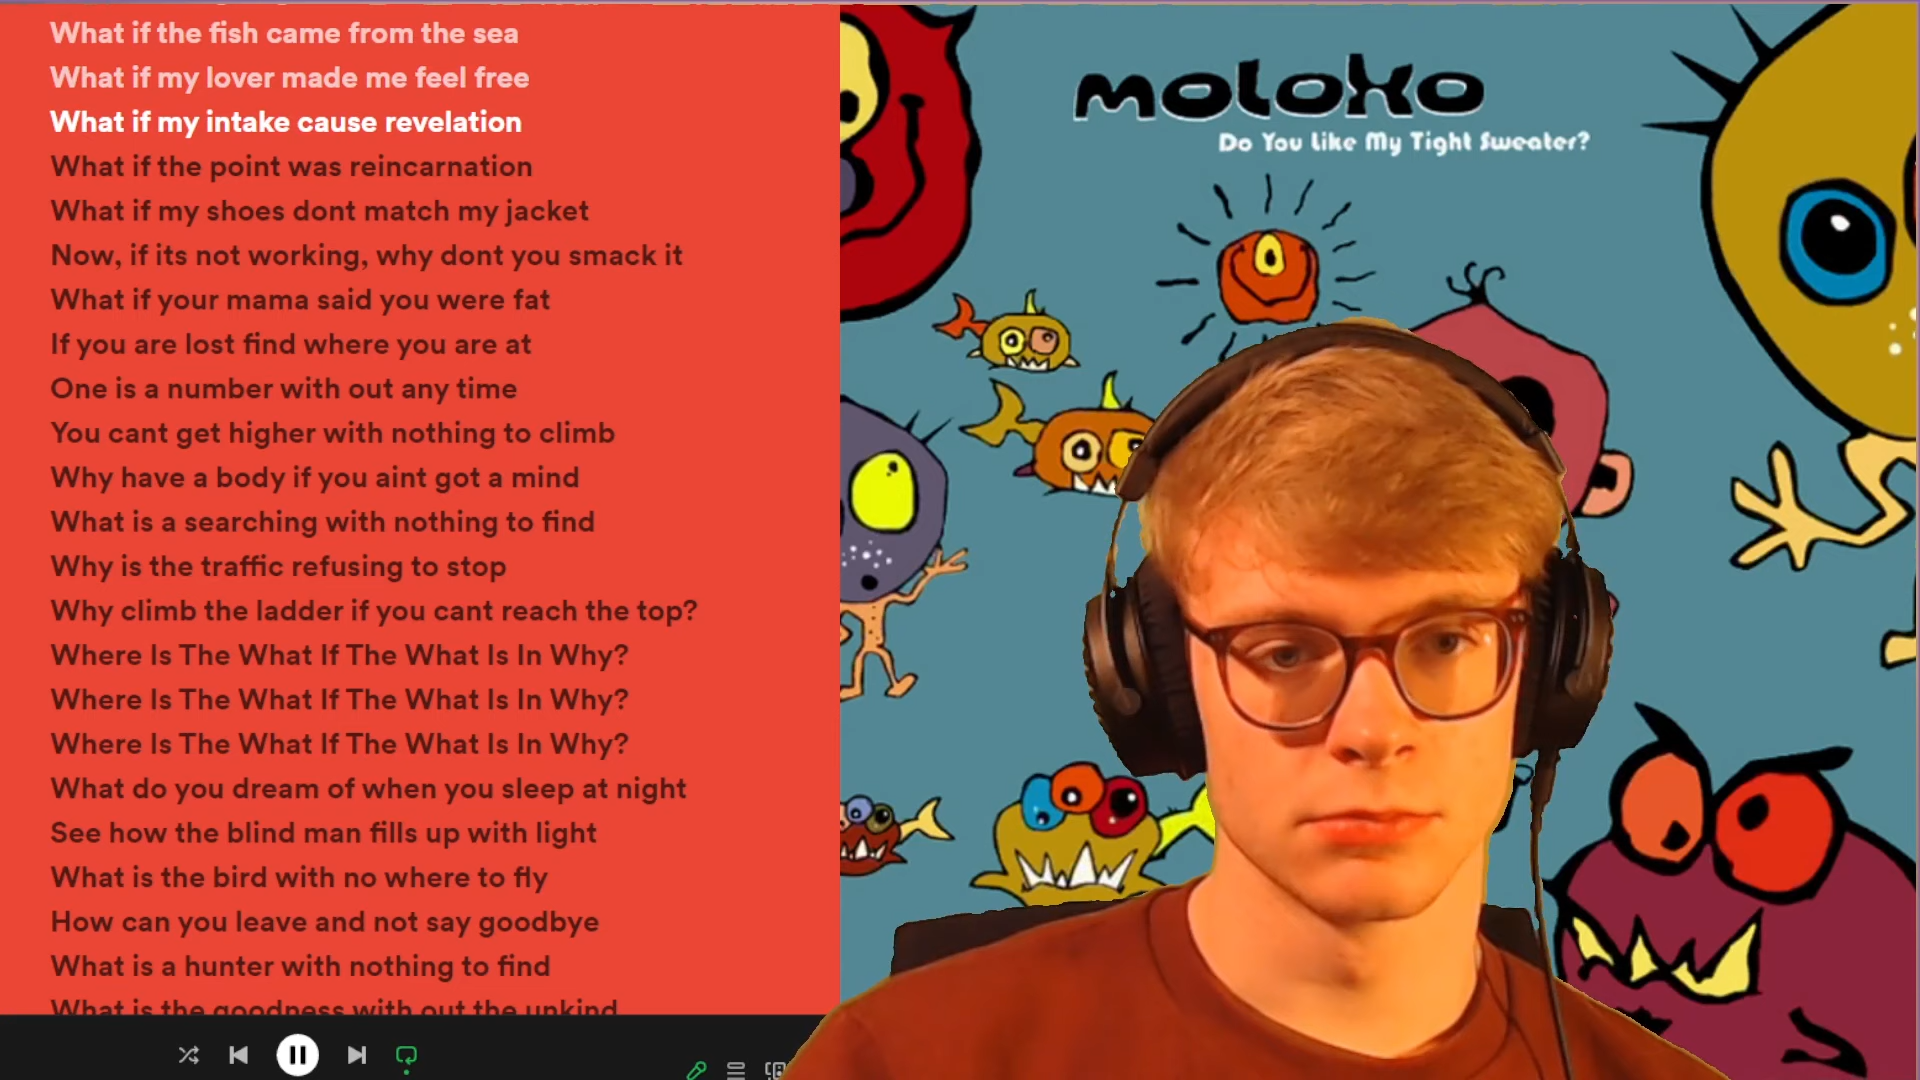 What if the fish came from the sea
What if my lover made me feel free
What if my intake cause revelation
What if the point was reincarnation
What if my shoes dont match my jacket
Now, if its not working, why dont you smack it
What if your mama said you were fat
If you are lost find where you are at
One is a number with out any time
You cant get higher with nothing to climb
Why have a body if you aint got a mind
What is a searching with nothing to find
Why is the traffic refusing to stop
Why climb the ladder if you cant reach the top?
Where Is The What If The What Is In Why?
Where Is The What If The What Is In Why?
Where Is The What If The What Is In Why?
What do you dream of when you sleep at night
See how the blind man fills up with light
What is the bird with no where to fly
How can you leave and not say goodbye
What is a hunter with nothing to find
What is the goodness with out the unkind
moloko
Do You Like My Tight Sweater?